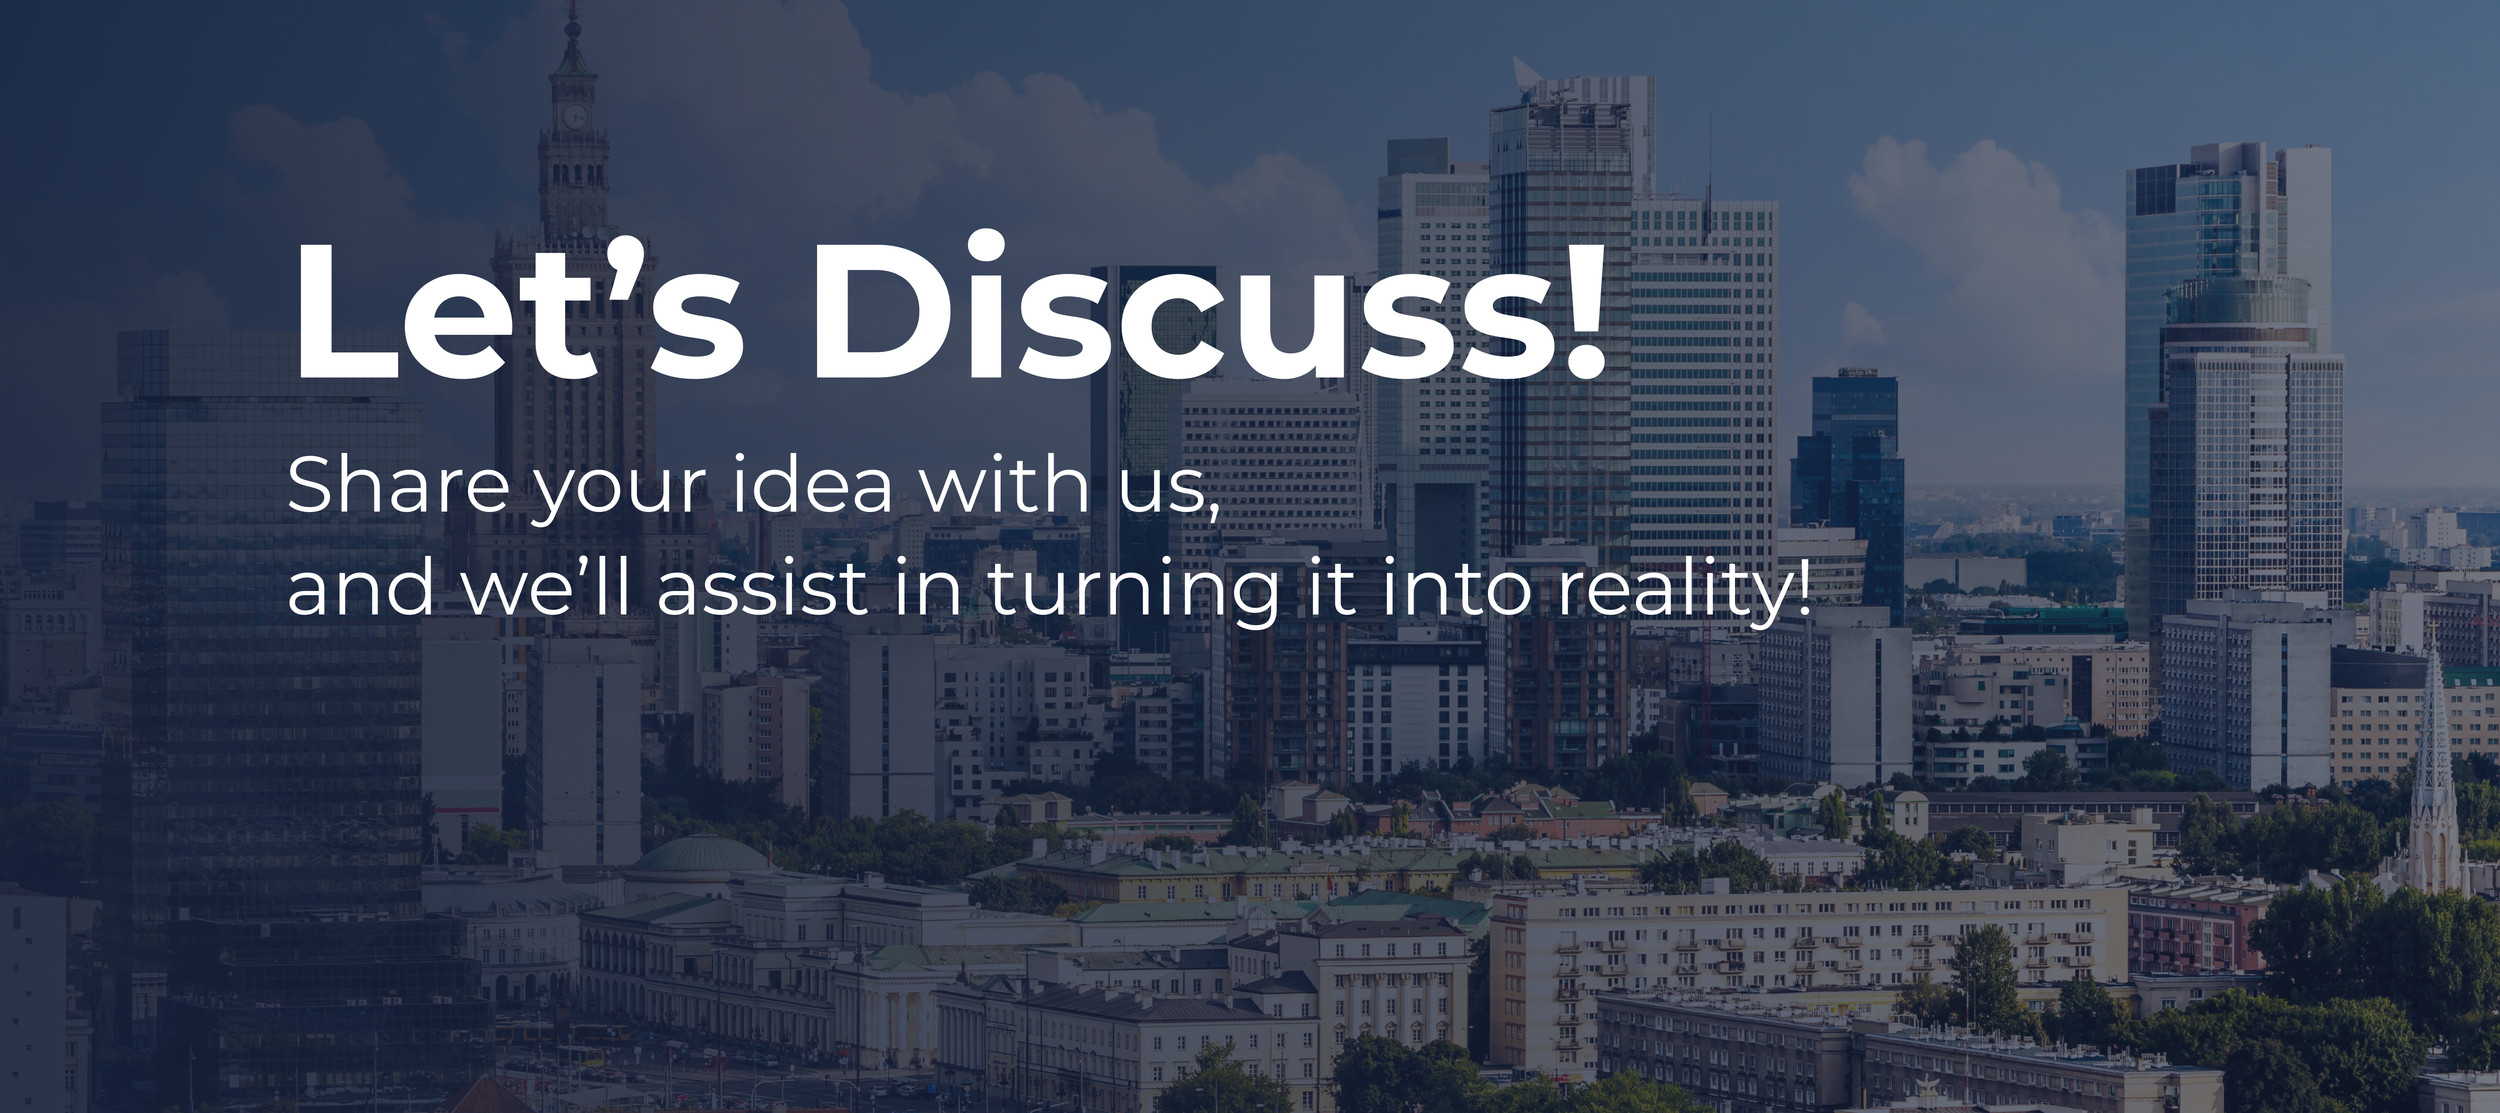 Let’s Discuss!
Share your idea with us,
and we’ll assist in turning it into reality!